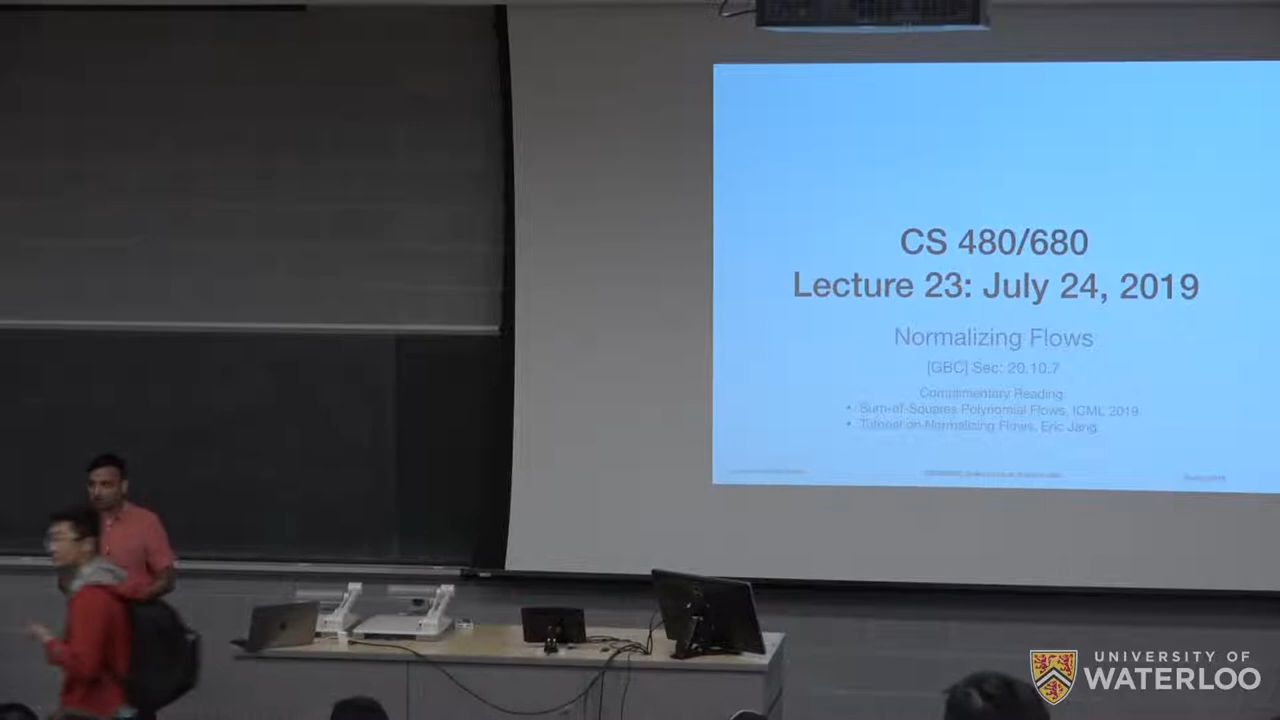 CS 480/680
Lecture 23: July 24, 2019
Normalizing Flows
[GBC] Sec: 20.10.7
Complimentary Reading:
• Sum-of-Squares Polynomial Flows, ICML 2019
• Tutorial on Normalizing Flows, Eric Jang
UNIVERSITY OF
WATERLOO